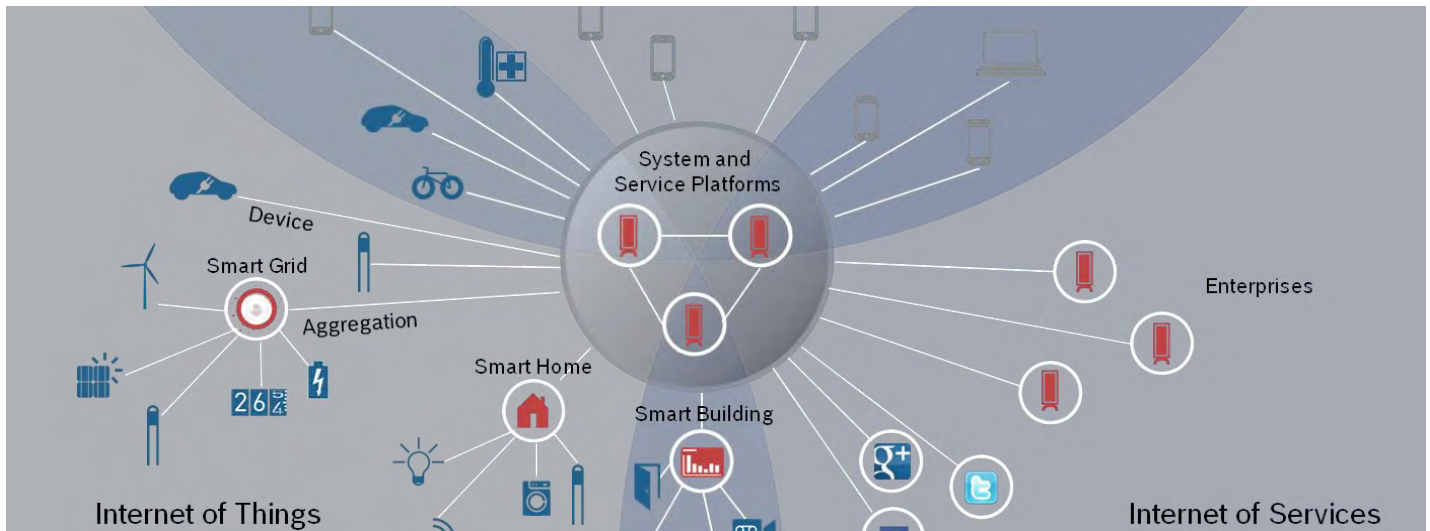 System and
Service Platforms
Device
Smart Grid
Enterprises
Aggregation
Smart Home
26
Smart Building
g+
Internet of Things
Internet of Services